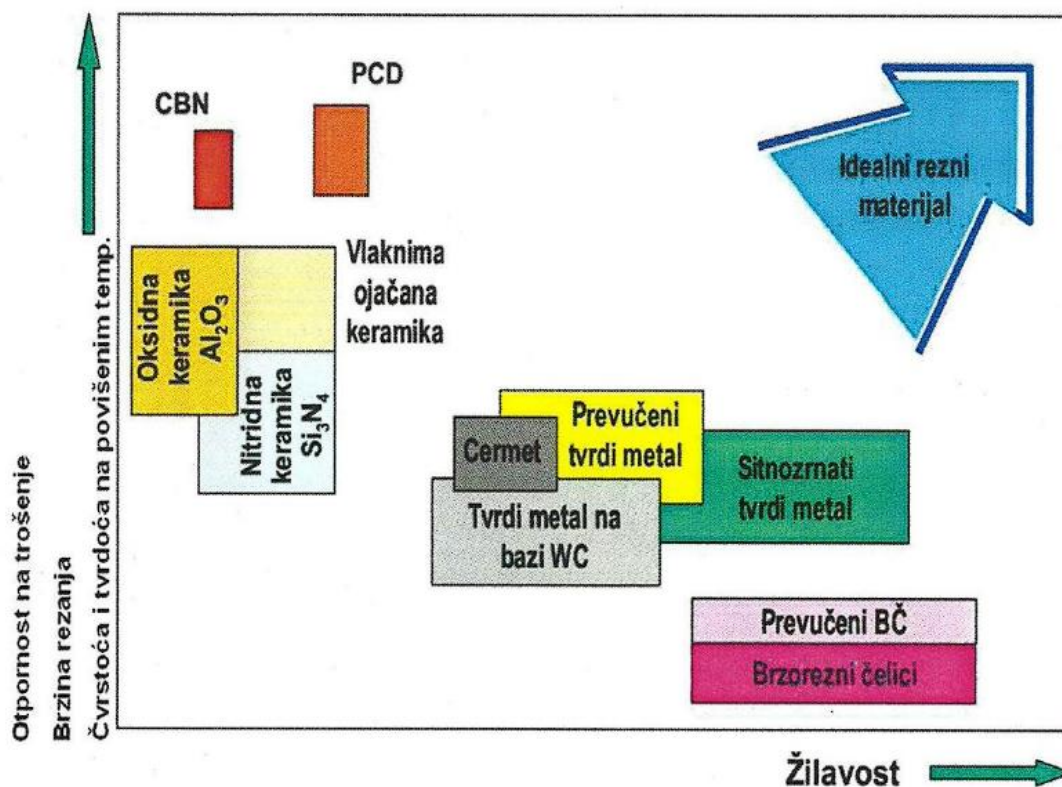 PCD
CBN
Idealni rezni
materijal
Vlaknima
ojačana
keramika
Oksidna
keramika
Al₂O₃
Nitridna
keramika
Si₃N₄
Prevučeni
tvrdi metal
Cermet
Sitnozrnati
tvrdi metal
Tvrdi metal na
bazi WC
Prevučeni BČ
Brzorezni čelici
Otpornost na trošenje
Brzina rezanja
Čvrstoća i tvrdoća na povišenim temp.
Žilavost